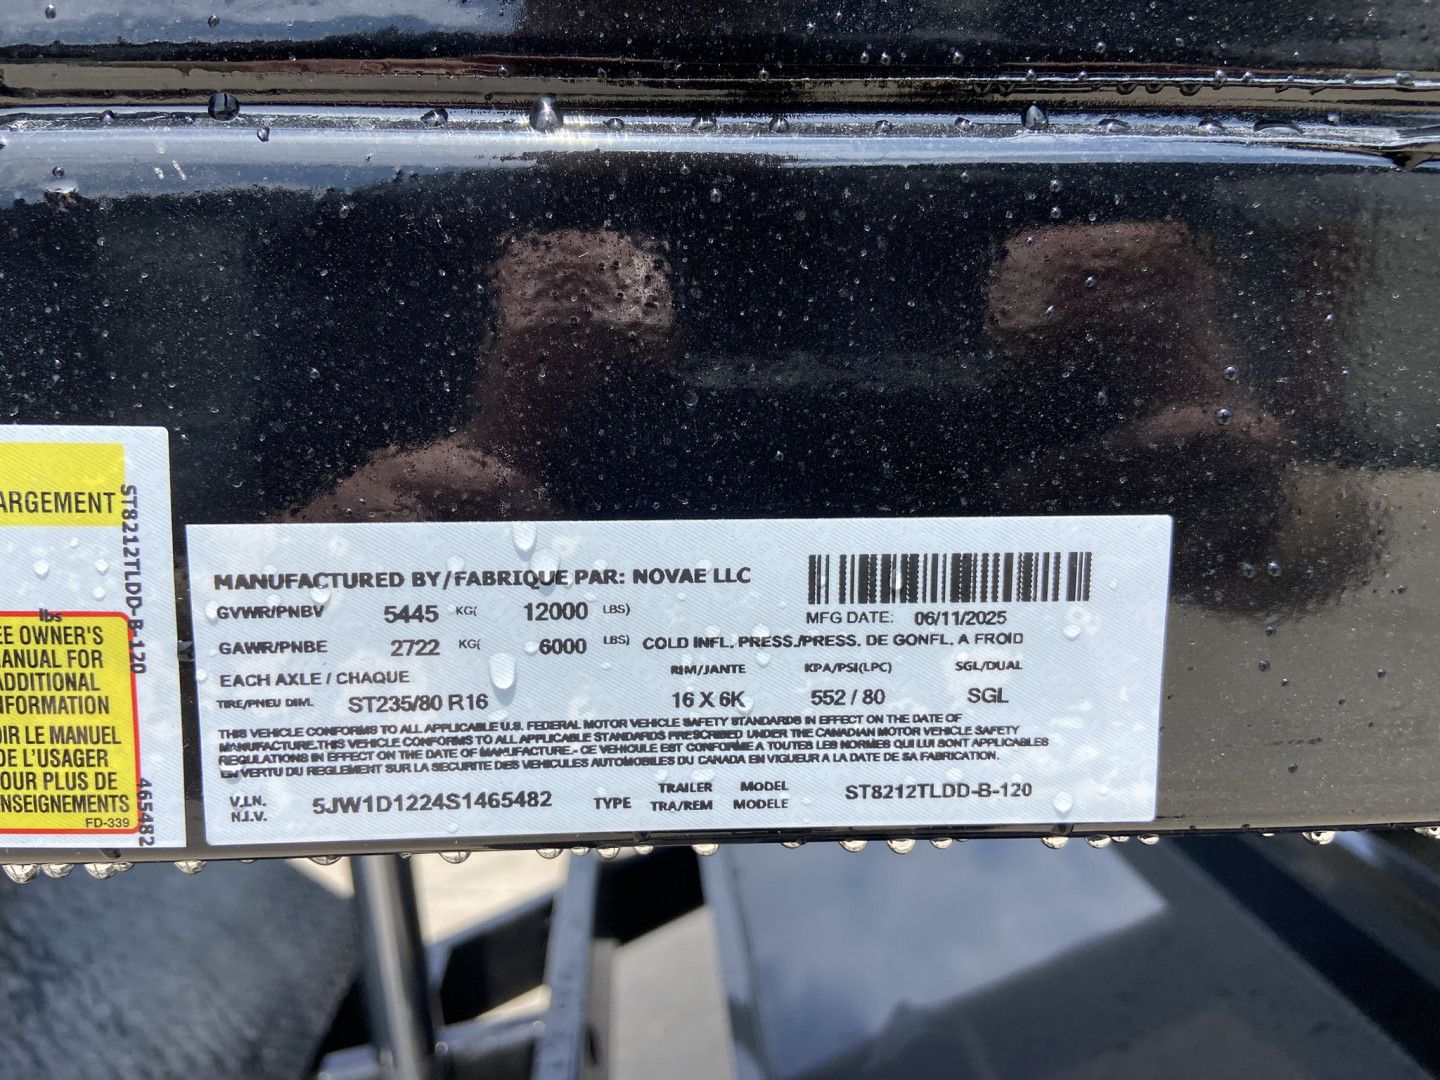 ARGEMENT
ST8212TLDD-B-120
lbs
EE OWNER'S
ANUAL FOR
ADDITIONAL
NFORMATION
OIR LE MANUEL
DE L'USAGER
OUR PLUS DE
NSEIGNEMENTS
FD-339
465482
MANUFACTURED BY/FABRIQUE PAR: NOVAE LLC
GVWR/PNBV 5445 KG( 12000 LBS)
MFG DATE: 06/11/2025
GAWR/PNBE 2722 KG( 6000 LBS) COLD INFL. PRESS./PRESS. DE GONFL. A FROID
EACH AXLE / CHAQUE RIM/JANTE KPA/PSI(LPC) SGL/DUAL
TIRE/PNEU DIM. ST235/80 R16 16 X 6K 552 / 80 SGL
THIS VEHICLE CONFORMS TO ALL APPLICABLE U.S. FEDERAL MOTOR VEHICLE SAFETY STANDARDS IN EFFECT ON THE DATE OF
MANUFACTURE.THIS VEHICLE CONFORMS TO ALL APPLICABLE STANDARDS PRESCRIBED UNDER THE CANADIAN MOTOR VEHICLE SAFETY
REGULATIONS IN EFFECT ON THE DATE OF MANUFACTURE.- CE VEHICULE EST CONFORME A TOUTES LES NORMES QUI LUI SONT APPLICABLES
EN VERTU DU REGLEMENT SUR LA SECURITE DES VEHICULES AUTOMOBILES DU CANADA EN VIGUEUR A LA DATE DE SA FABRICATION.
V.I.N. 5JW1D1224S1465482 TYPE TRAILER MODEL ST8212TLDD-B-120
N.I.V. TRA/REM MODELE